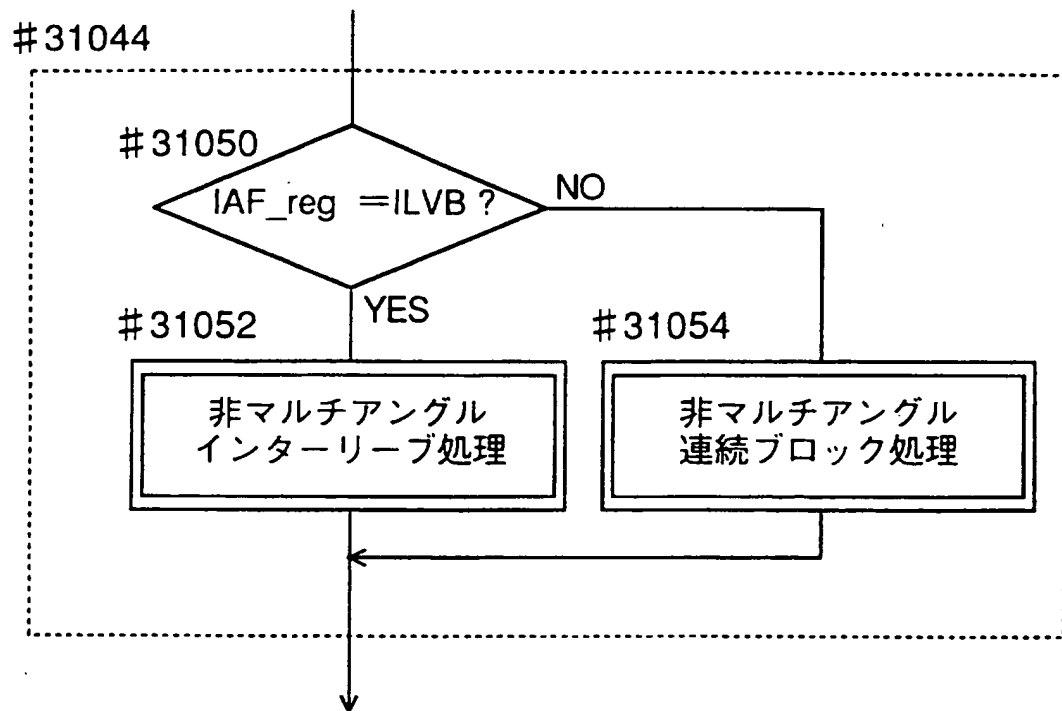 #31044
#31050
IAF_reg =ILVB ?
NO
YES
#31052
#31054
非マルチアングル
インターリーブ処理
非マルチアングル
連続ブロック処理